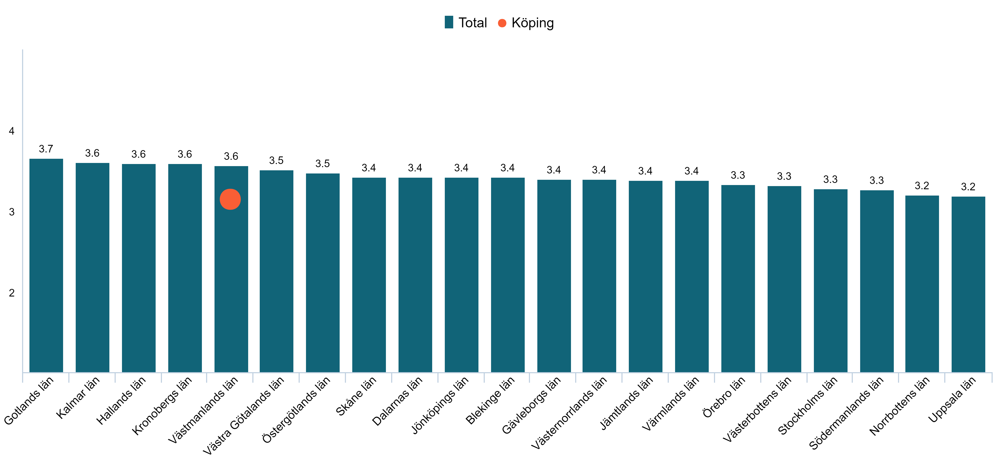 Total Köping
4
3
2
3.7 3.6 3.6 3.6 3.6 3.5 3.5 3.4 3.4 3.4 3.4 3.4 3.4 3.4 3.4 3.3 3.3 3.3 3.3 3.2 3.2
Gotlands län
Kalmar län
Hallands län
Kronobergs län
Västmanlands län
Västra Götalands län
Östergötlands län
Skåne län
Dalarnas län
Jönköpings län
Blekinge län
Gävleborgs län
Västernorrlands län
Jämtlands län
Värmlands län
Örebro län
Västerbottens län
Stockholms län
Södermanlands län
Norrbottens län
Uppsala län